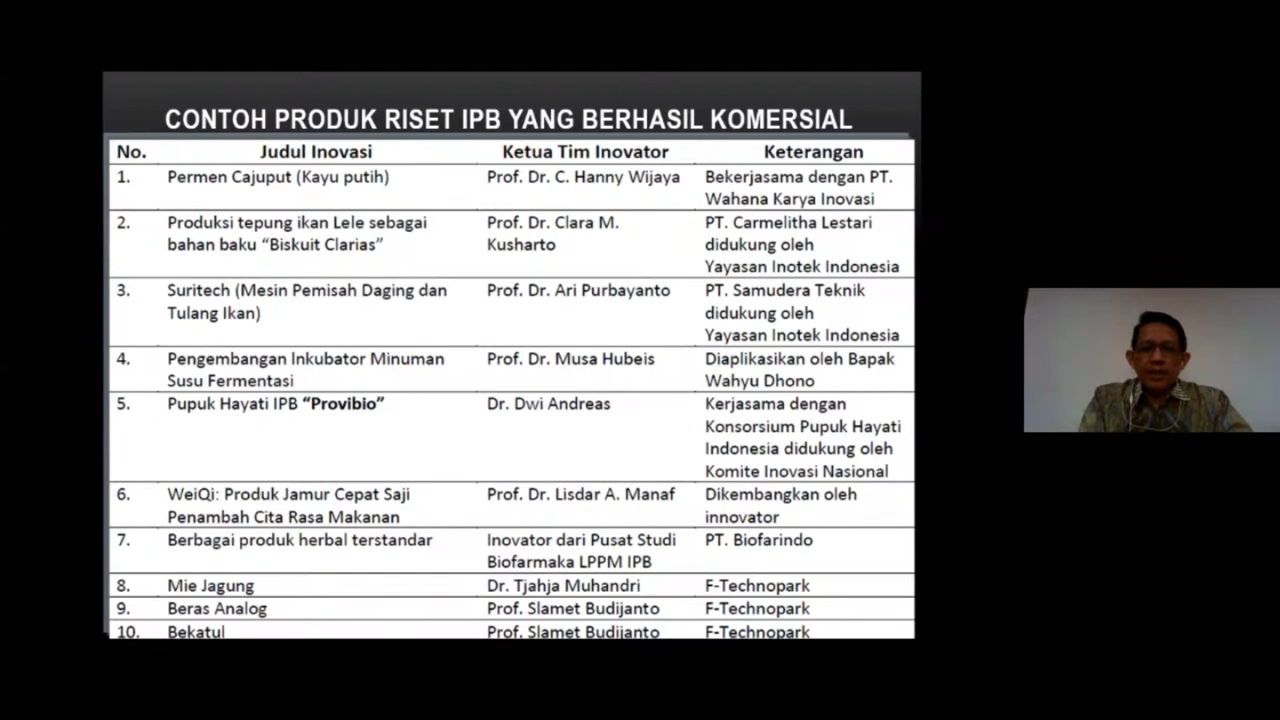 CONTOH PRODUK RISET IPB YANG BERHASIL KOMERSIAL
No. Judul Inovasi Ketua Tim Inovator Keterangan
1. Permen Cajuput (Kayu putih) Prof. Dr. C. Hanny Wijaya Bekerjasama dengan PT.
Wahana Karya Inovasi
2. Produksi tepung ikan Lele sebagai Prof. Dr. Clara M. PT. Carmelitha Lestari
bahan baku “Biskuit Clarias” Kusharto didukung oleh
Yayasan Inotek Indonesia
3. Suritech (Mesin Pemisah Daging dan Prof. Dr. Ari Purbayanto PT. Samudera Teknik
Tulang Ikan) didukung oleh
Yayasan Inotek Indonesia
4. Pengembangan Inkubator Minuman Prof. Dr. Musa Hubeis Diaplikasikan oleh Bapak
Susu Fermentasi Wahyu Dhono
5. Pupuk Hayati IPB “Provibio” Dr. Dwi Andreas Kerjasama dengan
Konsorsium Pupuk Hayati
Indonesia didukung oleh
Komite Inovasi Nasional
6. WeiQi: Produk Jamur Cepat Saji Prof. Dr. Lisdar A. Manaf Dikembangkan oleh
Penambah Cita Rasa Makanan innovator
7. Berbagai produk herbal terstandar Inovator dari Pusat Studi PT. Biofarindo
Biofarmaka LPPM IPB
8. Mie Jagung Dr. Tjahja Muhandri F-Technopark
9. Beras Analog Prof. Slamet Budijanto F-Technopark
10. Bekatul Prof. Slamet Budijanto F-Technopark